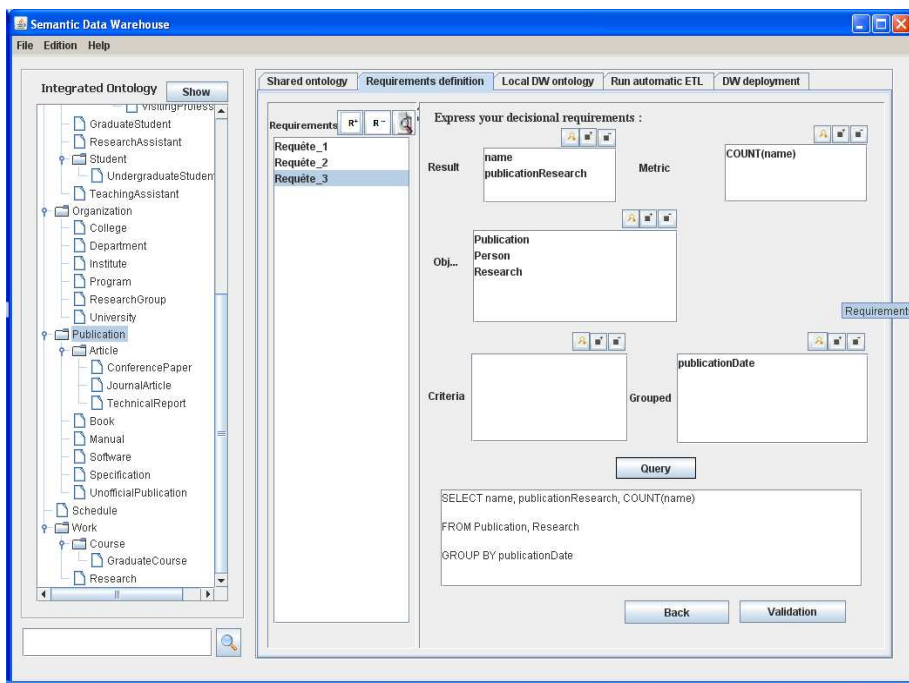 Semantic Data Warehouse
File Edition Help
Integrated Ontology Show
VisitingProfess
GraduateStudent
ResearchAssistant
Student
UndergraduateStuden
TeachingAssistant
Organization
College
Department
Institute
Program
ResearchGroup
University
Publication
Article
ConferencePaper
JournalArticle
TechnicalReport
Book
Manual
Software
Specification
UnofficialPublication
Schedule
Work
Course
GraduateCourse
Research
Shared ontology Requirements definition Local DW ontology Run automatic ETL DW deployment
Requirements R+ R-
Requête_1
Requête_2
Requête_3
Express your decisional requirements :
Result
name
publicationResearch
Metric
COUNT(name)
Obj...
Publication
Person
Research
Requirement
Criteria
Grouped
publicationDate
Query
SELECT name, publicationResearch, COUNT(name)
FROM Publication, Research
GROUP BY publicationDate
Back Validation